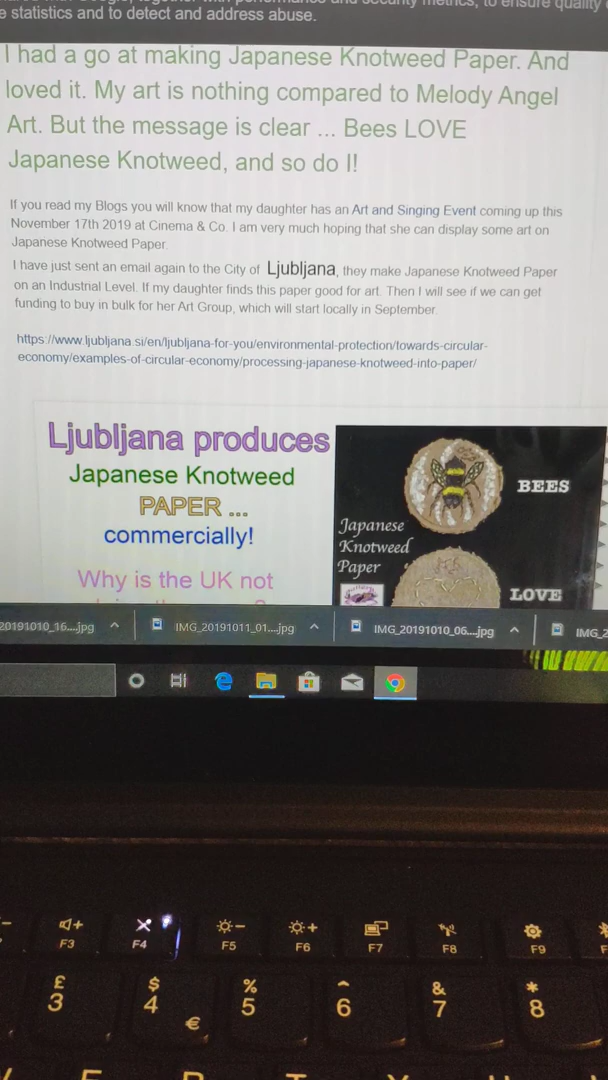 e statistics and to detect and address abuse.
I had a go at making Japanese Knotweed Paper. And
loved it. My art is nothing compared to Melody Angel
Art. But the message is clear ... Bees LOVE
Japanese Knotweed, and so do I!
If you read my Blogs you will know that my daughter has an Art and Singing Event coming up this
November 17th 2019 at Cinema & Co. I am very much hoping that she can display some art on
Japanese Knotweed Paper.
I have just sent an email again to the City of Ljubljana, they make Japanese Knotweed Paper
on an Industrial Level. If my daughter finds this paper good for art. Then I will see if we can get
funding to buy in bulk for her Art Group, which will start locally in September.
https://www.ljubljana.si/en/ljubljana-for-you/environmental-protection/towards-circular-
economy/examples-of-circular-economy/processing-japanese-knotweed-into-paper/
Ljubljana produces
Japanese Knotweed
PAPER ...
commercially!
Why is the UK not
BEES
Japanese
Knotweed
Paper
LOVE
20191010_16....jpg
IMG_20191011_01....jpg
IMG_20191010_06....jpg
IMG_2
F3
F4
F5
F6
F7
F8
F9
£ $ % ^ & *
3 4 € 5 6 7 8